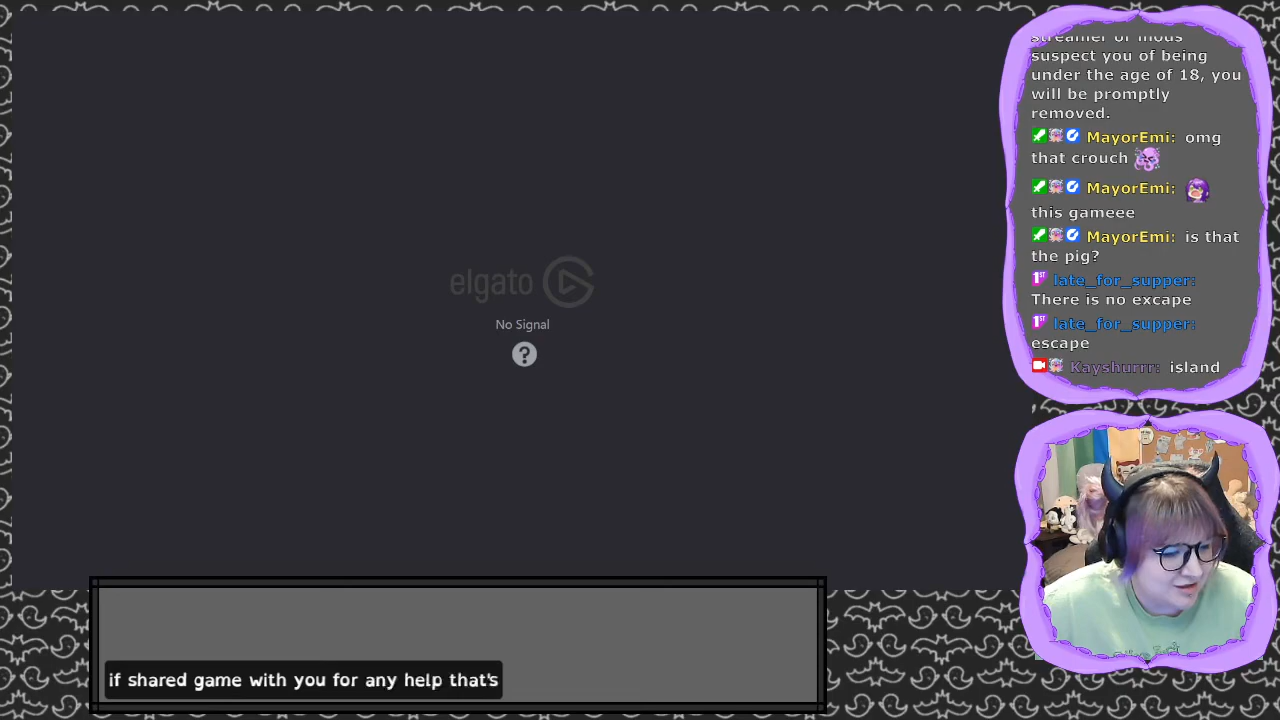 suspect you of being
under the age of 18, you
will be promptly
removed.
MayorEmi: omg
that crouch
MayorEmi:
this gameee
MayorEmi: is that
the pig?
1ST late_for_supper:
There is no excape
1ST late_for_supper:
escape
Kayshurrr: island
elgato
No Signal
?
if shared game with you for any help that's